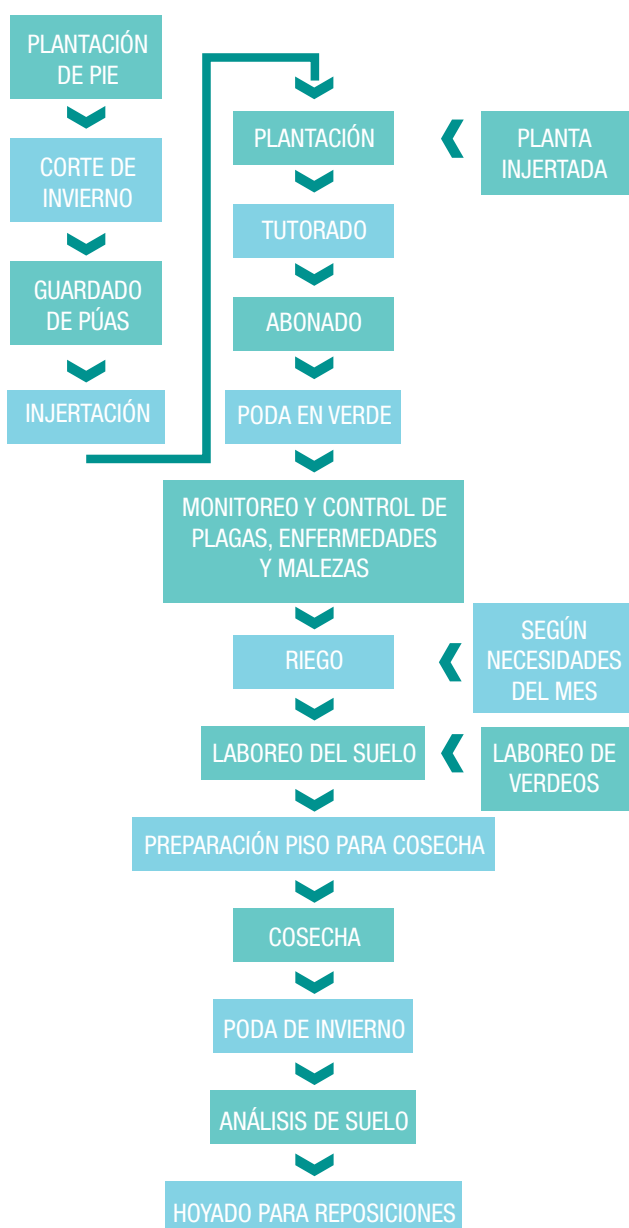 PLANTACIÓN
DE PIE
CORTE DE
INVIERNO
GUARDADO
DE PÚAS
INJERTACIÓN
PLANTACIÓN
PLANTA
INJERTADA
TUTORADO
ABONADO
PODA EN VERDE
MONITOREO Y CONTROL DE
PLAGAS, ENFERMEDADES
Y MALEZAS
RIEGO
SEGÚN
NECESIDADES
DEL MES
LABOREO DEL SUELO
LABOREO DE
VERDEOS
PREPARACIÓN PISO PARA COSECHA
COSECHA
PODA DE INVIERNO
ANÁLISIS DE SUELO
HOYADO PARA REPOSICIONES